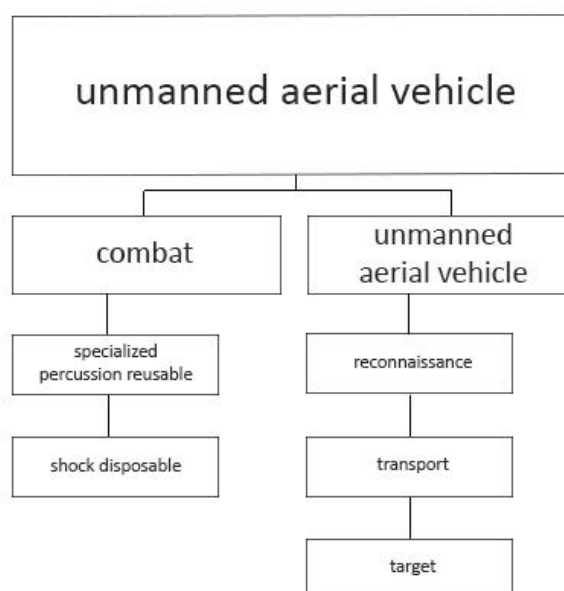 unmanned aerial vehicle
combat
unmanned
aerial vehicle
specialized
percussion reusable
reconnaissance
shock disposable
transport
target